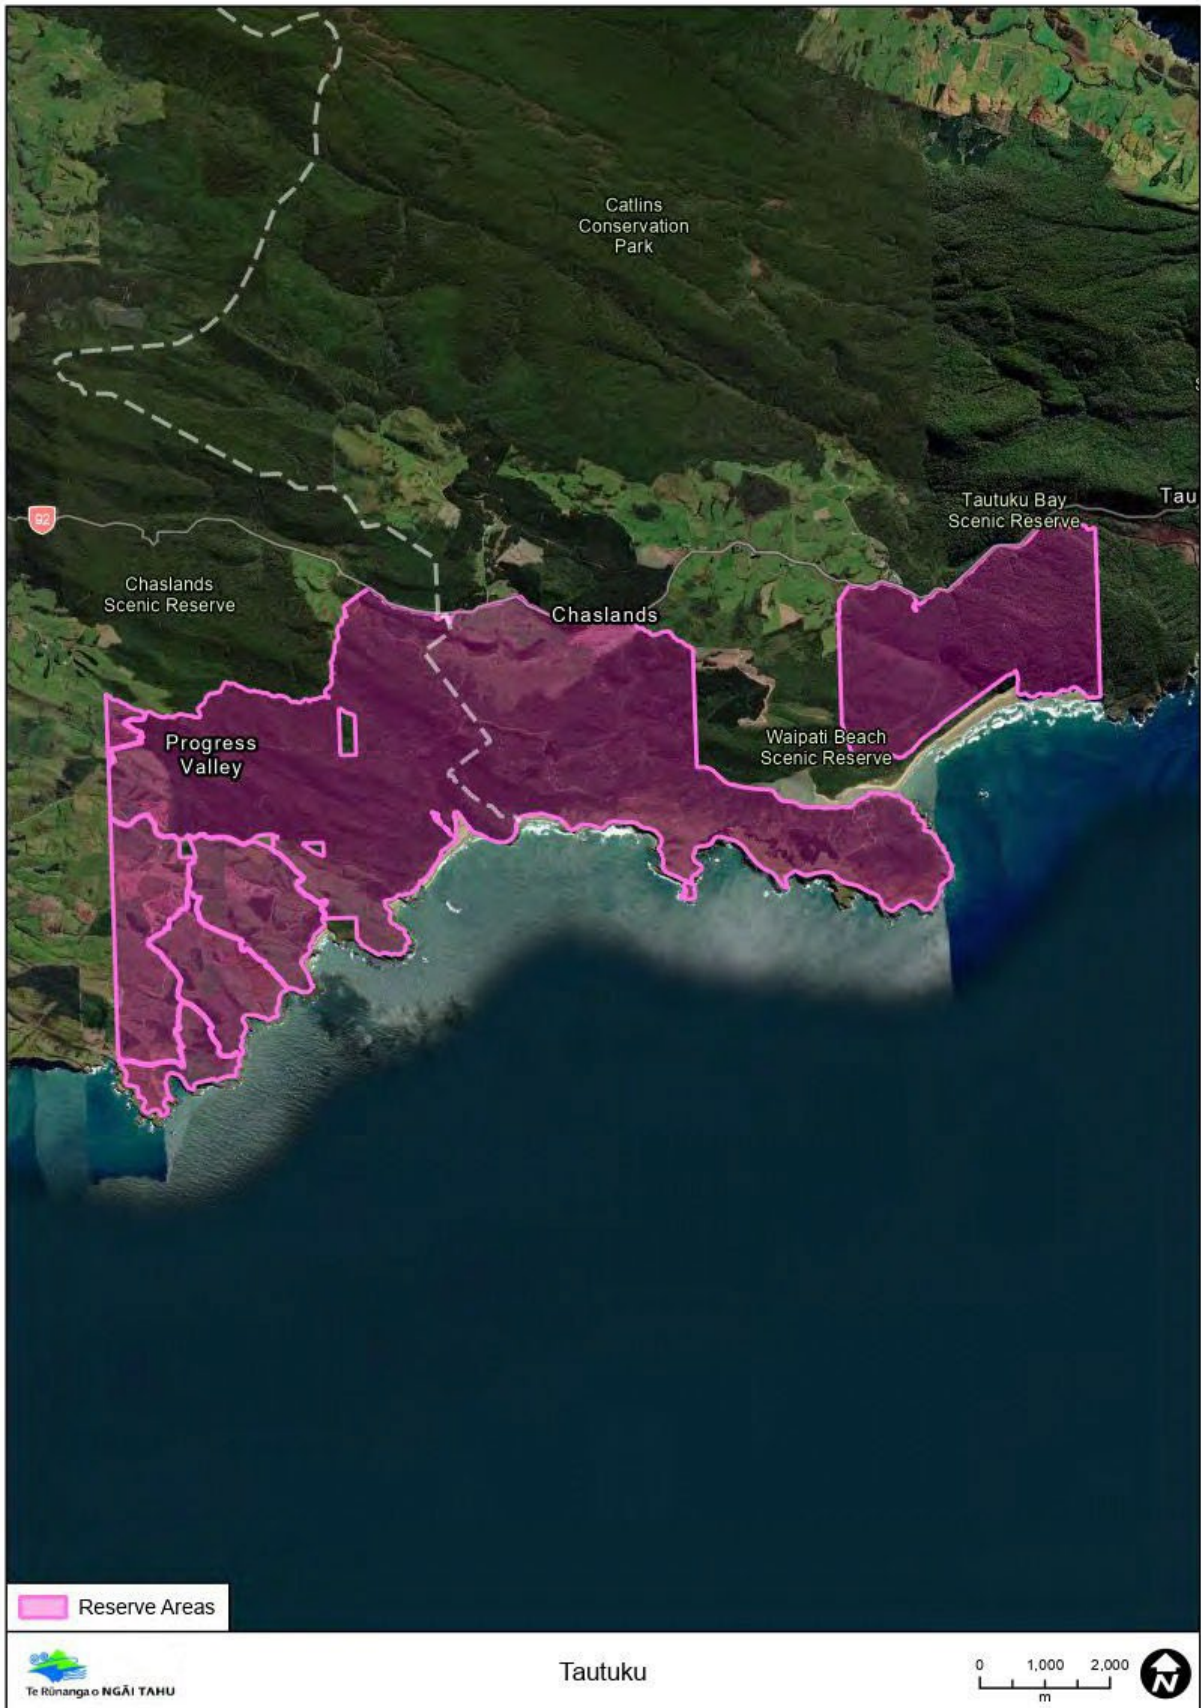 Catlins
Conservation
Park
Tautuku Bay
Scenic Reserve
Tau
92
Chaslands
Scenic Reserve
Chaslands
Progress
Valley
Waipati Beach
Scenic Reserve
Reserve Areas
Te Rūnanga o NGĀI TAHU
Tautuku
0 1,000 2,000
m
N